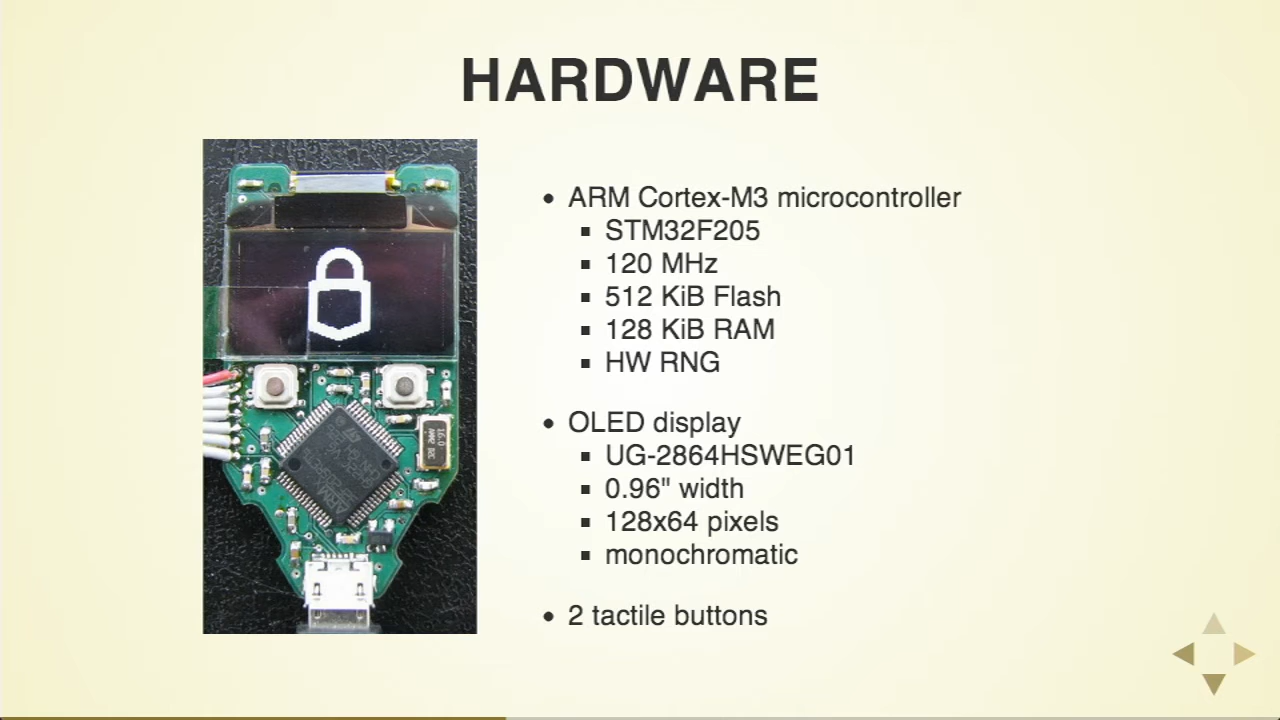 HARDWARE
ARM Cortex-M3 microcontroller
STM32F205
120 MHz
512 KiB Flash
128 KiB RAM
HW RNG
OLED display
UG-2864HSWEG01
0.96" width
128x64 pixels
monochromatic
2 tactile buttons